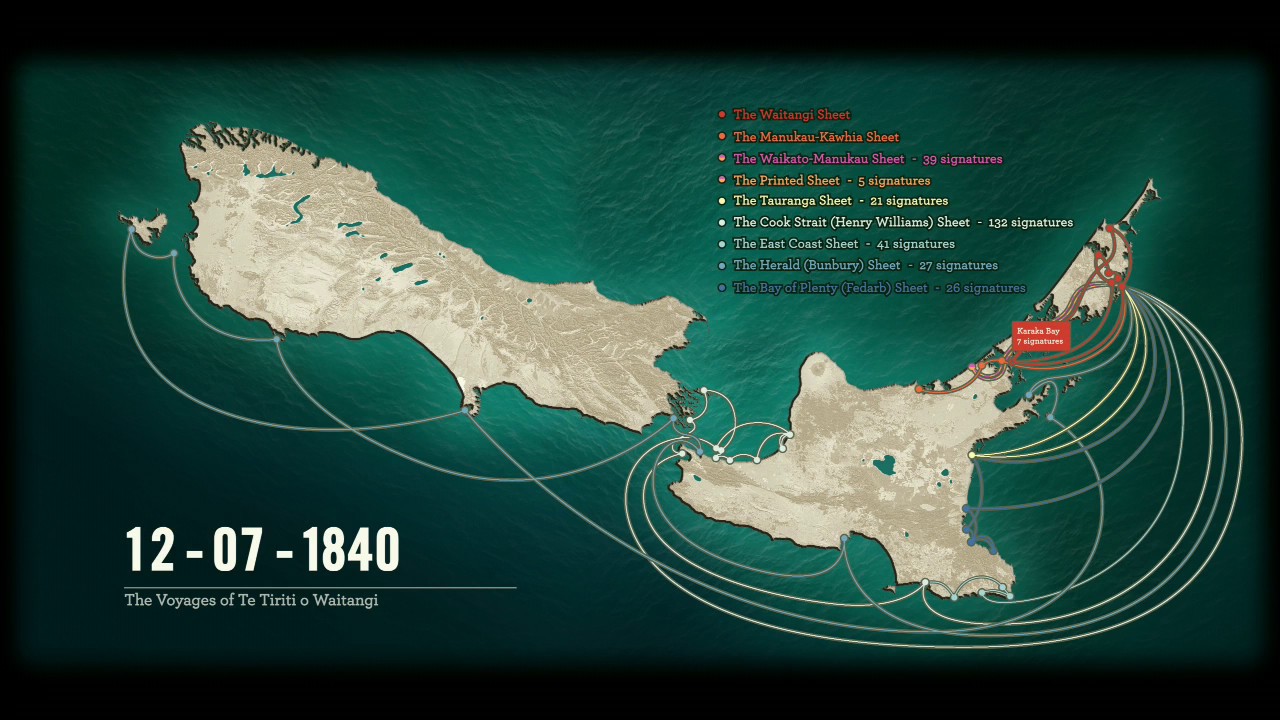 The Waitangi Sheet
The Manukau-Kāwhia Sheet
The Waikato-Manukau Sheet - 39 signatures
The Printed Sheet - 5 signatures
The Tauranga Sheet - 21 signatures
The Cook Strait (Henry Williams) Sheet - 132 signatures
The East Coast Sheet - 41 signatures
The Herald (Bunbury) Sheet - 27 signatures
The Bay of Plenty (Fedarb) Sheet - 26 signatures
Karaka Bay
7 signatures
12-07-1840
The Voyages of Te Tiriti o Waitangi